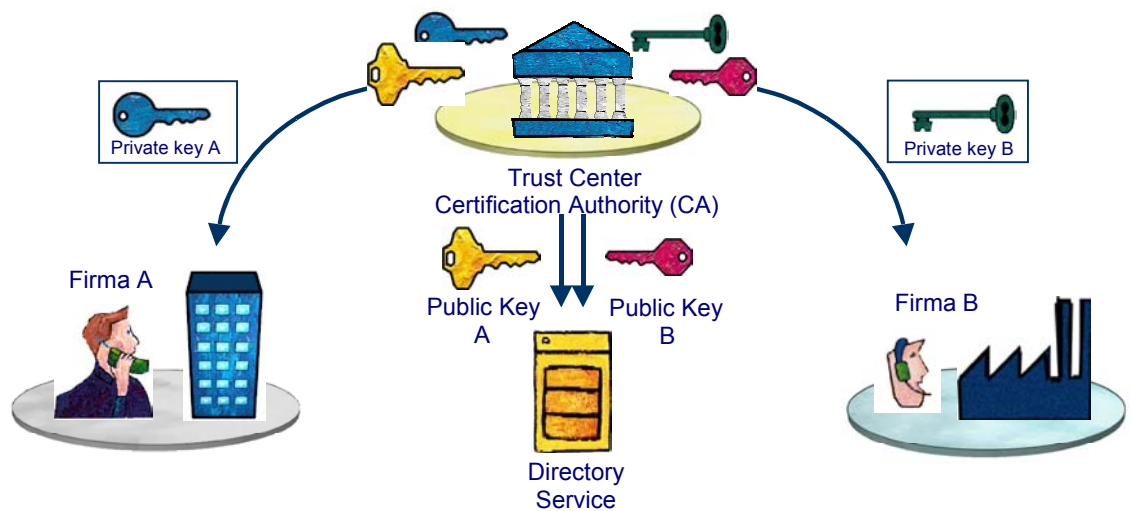 Private key A
Private key B
Trust Center
Certification Authority (CA)
Firma A
Public Key
A
Public Key
B
Firma B
Directory
Service